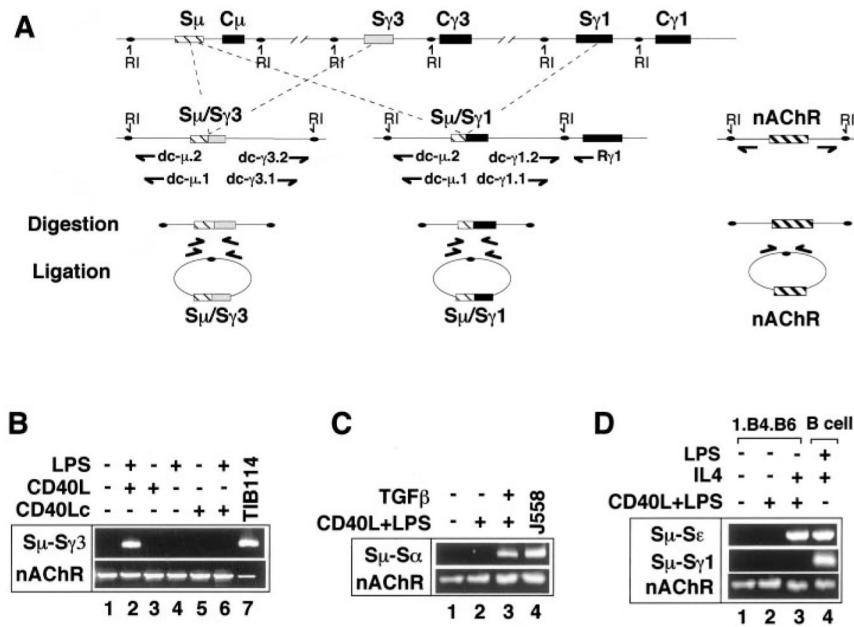 A
Sμ Cμ Sγ3 Cγ3 Sγ1 Cγ1
RI RI RI RI RI RI
RI Sμ/Sγ3 RI RI Sμ/Sγ1 RI RI nAChR RI
dc-μ.2 dc-γ3.2 dc-μ.2 dc-γ1.2 Rγ1
dc-μ.1 dc-γ3.1 dc-μ.1 dc-γ1.1
Digestion
Ligation
Sμ/Sγ3 Sμ/Sγ1 nAChR
B
LPS - + - + - +
CD40L - + + - - -
CD40Lc - - - - + +
TIB114
Sμ-Sγ3
nAChR
1 2 3 4 5 6 7
C
TGFβ - - +
CD40L+LPS - + +
J558
Sμ-Sα
nAChR
1 2 3 4
D
1.B4.B6 B cell
LPS - - - +
IL4 - - + +
CD40L+LPS - + + -
Sμ-Sε
Sμ-Sγ1
nAChR
1 2 3 4